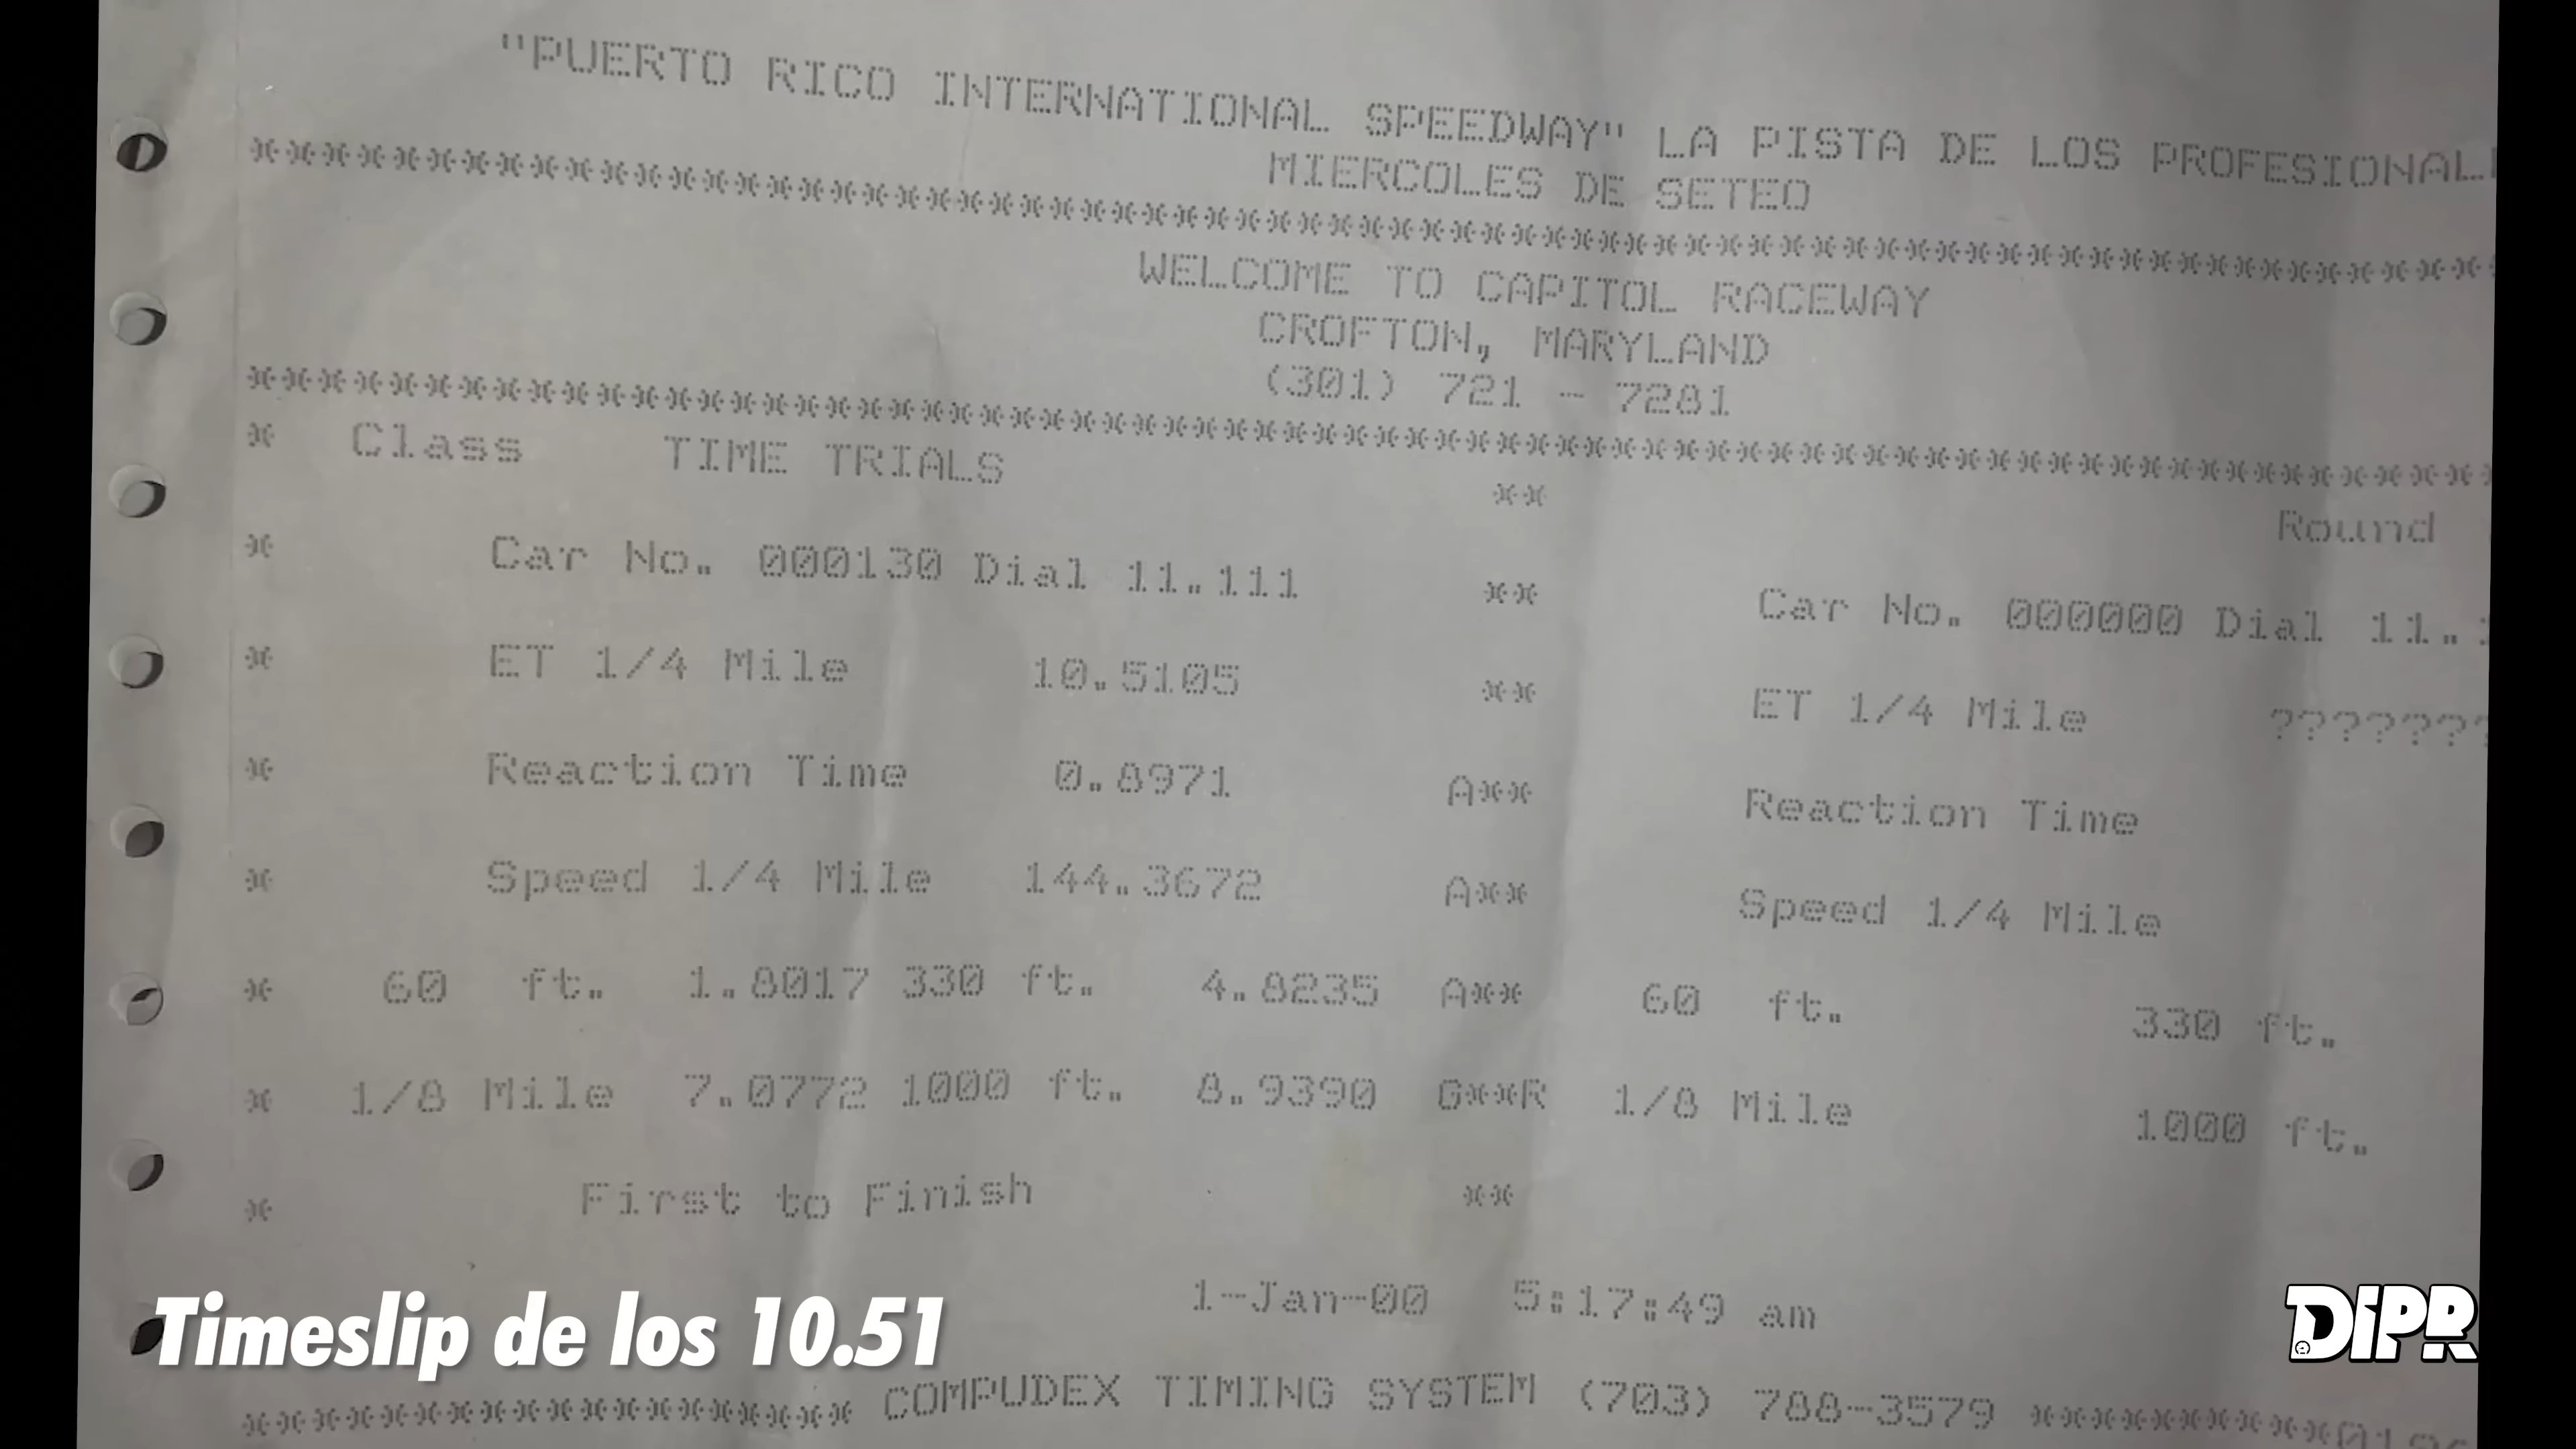 "PUERTO RICO INTERNATIONAL SPEEDWAY" LA PISTA DE LOS
MIERCOLES DE SETEO
**********************************************************************
WELCOME TO CAPITOL RACEWAY
CROFTON, MARYLAND
(301) 721 - 7281
**********************************************************************
* Class TIME TRIALS ** Round
* Car No. 000130 Dial 11.111 ** Car No. 000000 Dial 11.
* ET 1/4 Mile 10.5105 ** ET 1/4 Mile ???????
* Reaction Time 0.8971 A** Reaction Time
* Speed 1/4 Mile 144.3672 A** Speed 1/4 Mile
* 60 ft. 1.8017 330 ft. 4.8235 A** 60 ft. 330 ft.
* 1/8 Mile 7.0772 1000 ft. 8.9390 G**R 1/8 Mile 1000 ft.
* First to Finish **
1-Jan-00 5:17:49 am
****************** COMPUDEX TIMING SYSTEM (703) 788-3579 **********
Timeslip de los 10.51
DiPR